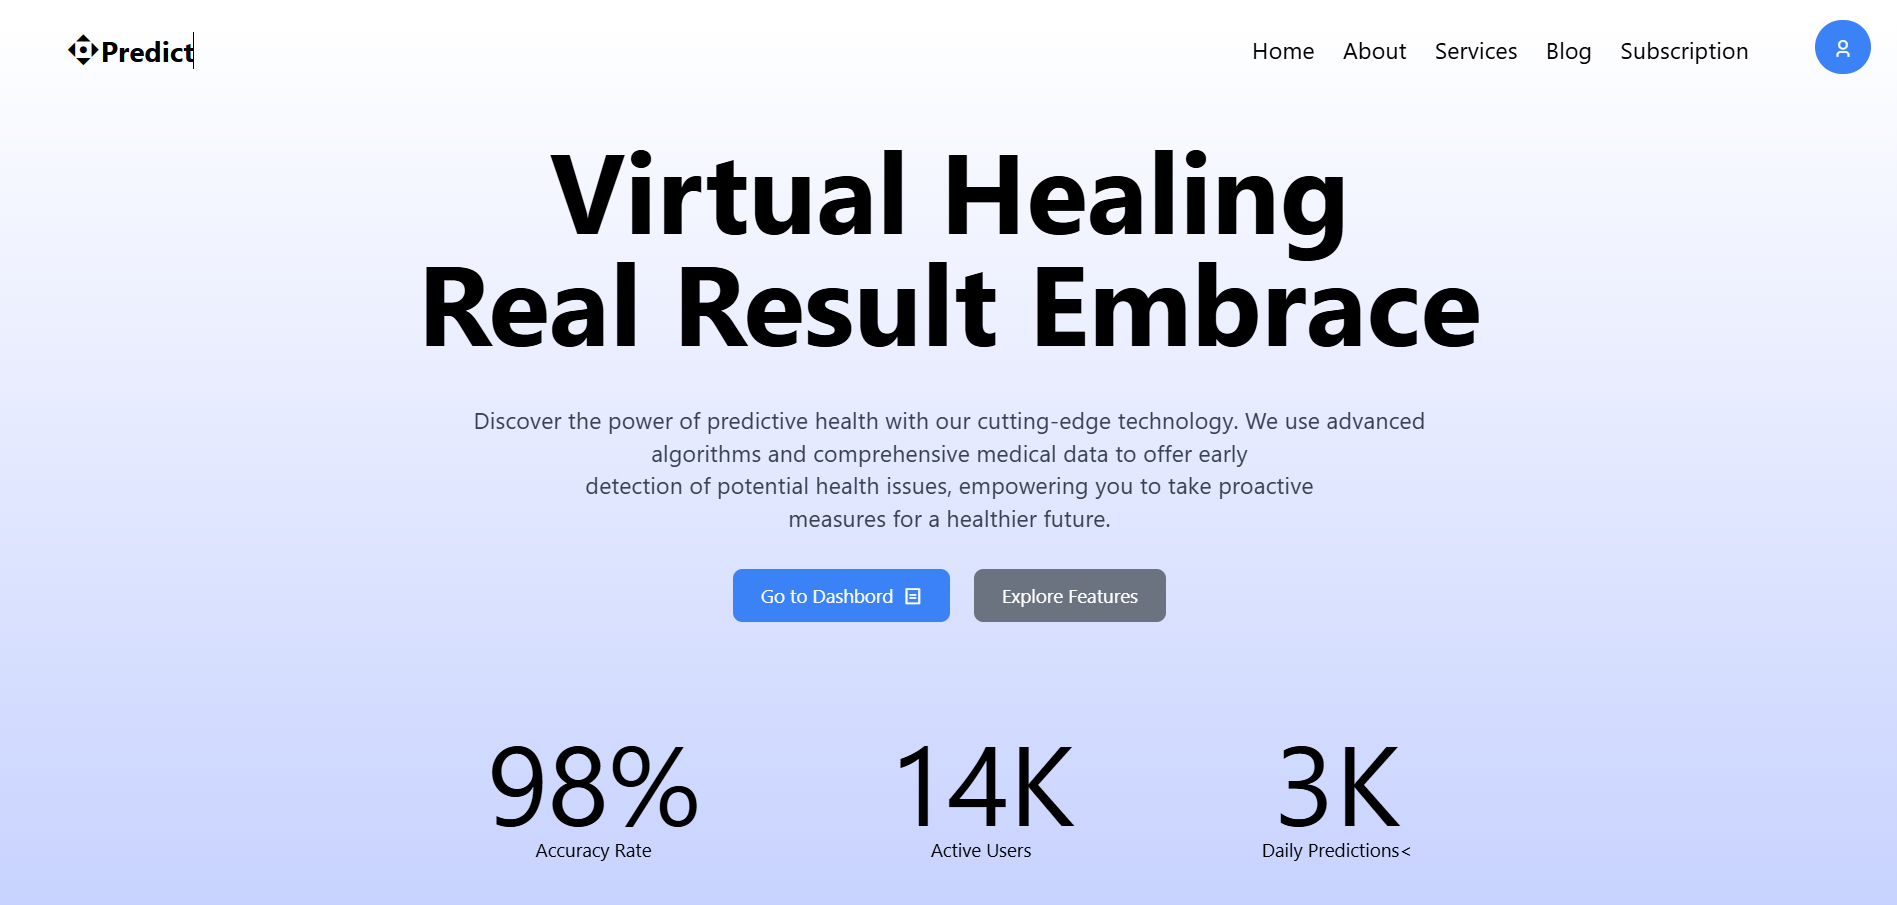 Predict
Home About Services Blog Subscription
Virtual Healing
Real Result Embrace
Discover the power of predictive health with our cutting-edge technology. We use advanced
algorithms and comprehensive medical data to offer early
detection of potential health issues, empowering you to take proactive
measures for a healthier future.
Go to Dashbord Explore Features
98% 14K 3K
Accuracy Rate Active Users Daily Predictions<